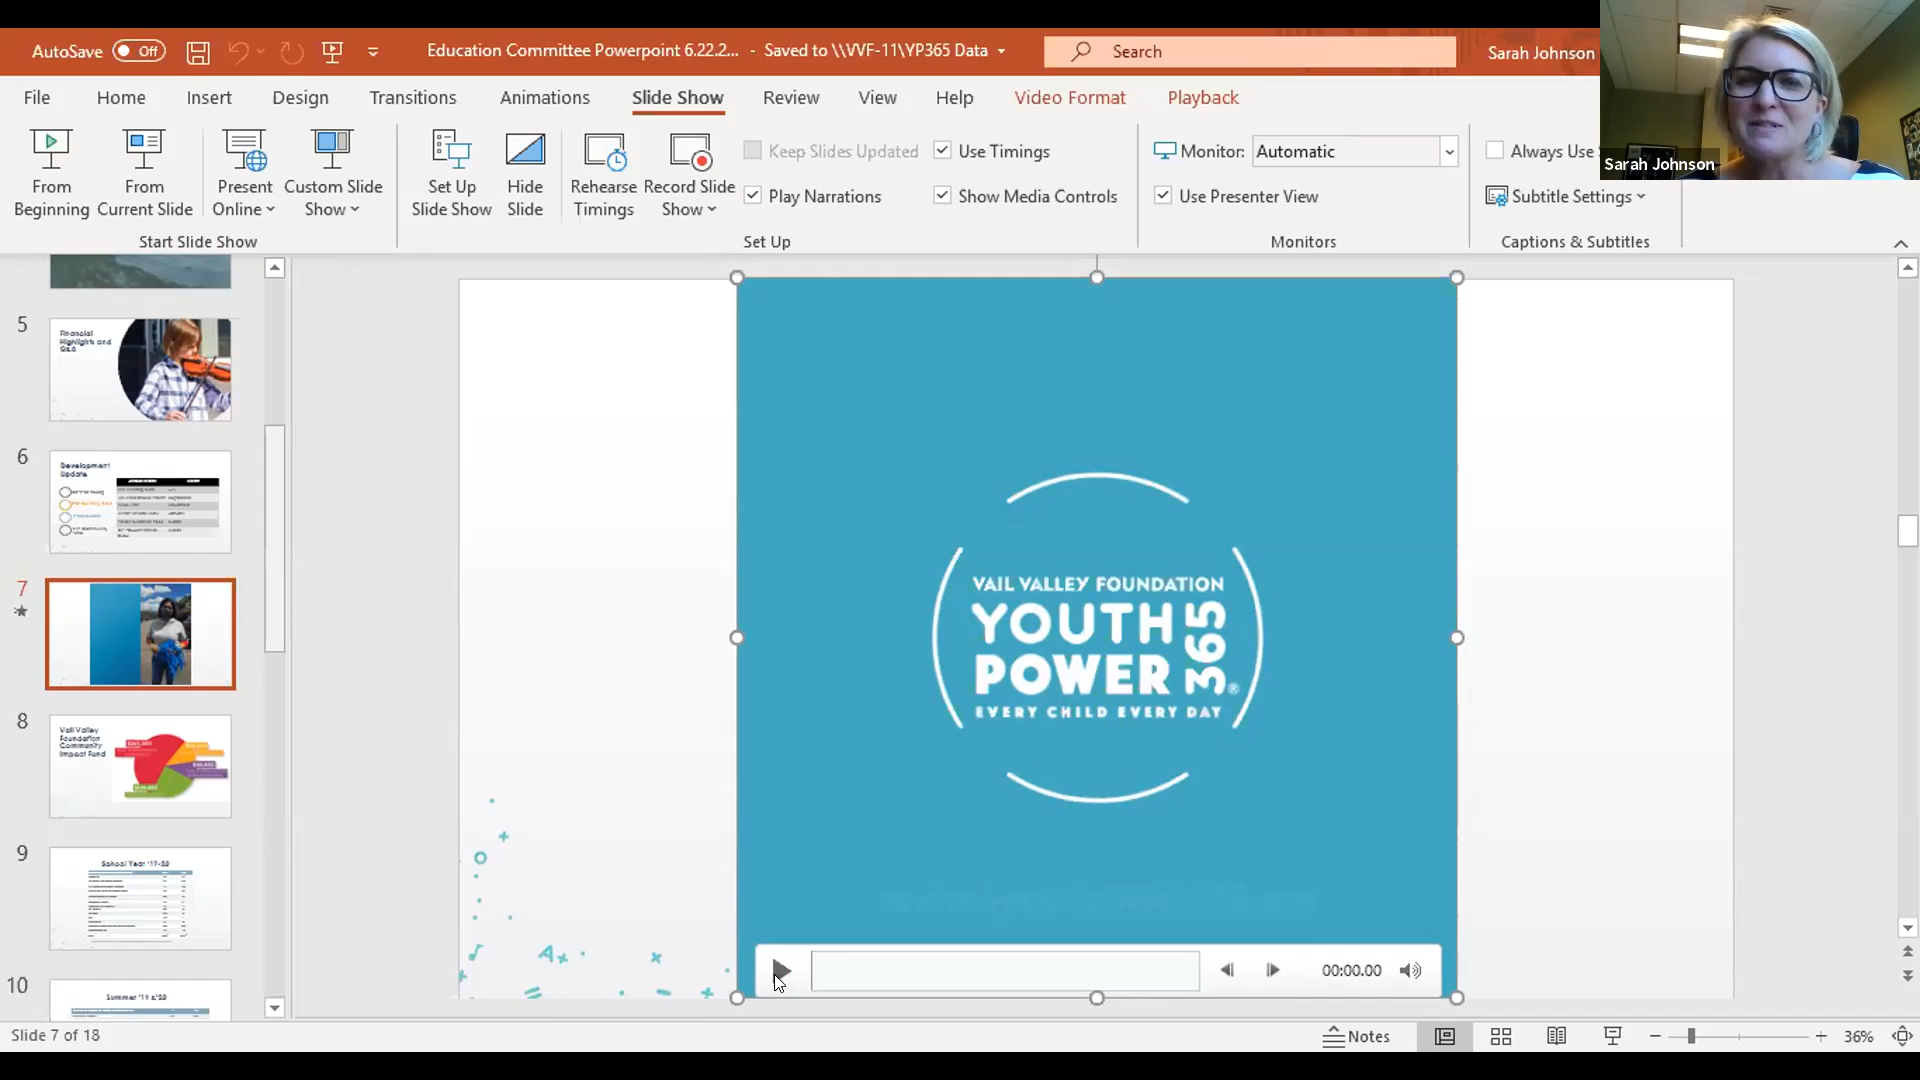 AutoSave Off
Education Committee Powerpoint 6.22.2... - Saved to \\VVF-11\YP365 Data
Search
Sarah Johnson
File Home Insert Design Transitions Animations Slide Show Review View Help Video Format Playback
From Beginning
From Current Slide
Present Online
Custom Slide Show
Set Up Slide Show
Hide Slide
Rehearse Timings
Record Slide Show
Keep Slides Updated
Use Timings
Play Narrations
Show Media Controls
Monitor: Automatic
Use Presenter View
Always Use
Subtitle Settings
Sarah Johnson
Start Slide Show
Set Up
Monitors
Captions & Subtitles
5
Financial
Highlights and
Q&A
6
Development
Update
7
8
Vail Valley
Foundation
Community
Impact Fund
9
School Year '19-20
10
Summer '19 &'20
VAIL VALLEY FOUNDATION
YOUTH
POWER
365®
EVERY CHILD EVERY DAY
A+
00:00.00
Slide 7 of 18
Notes
36%